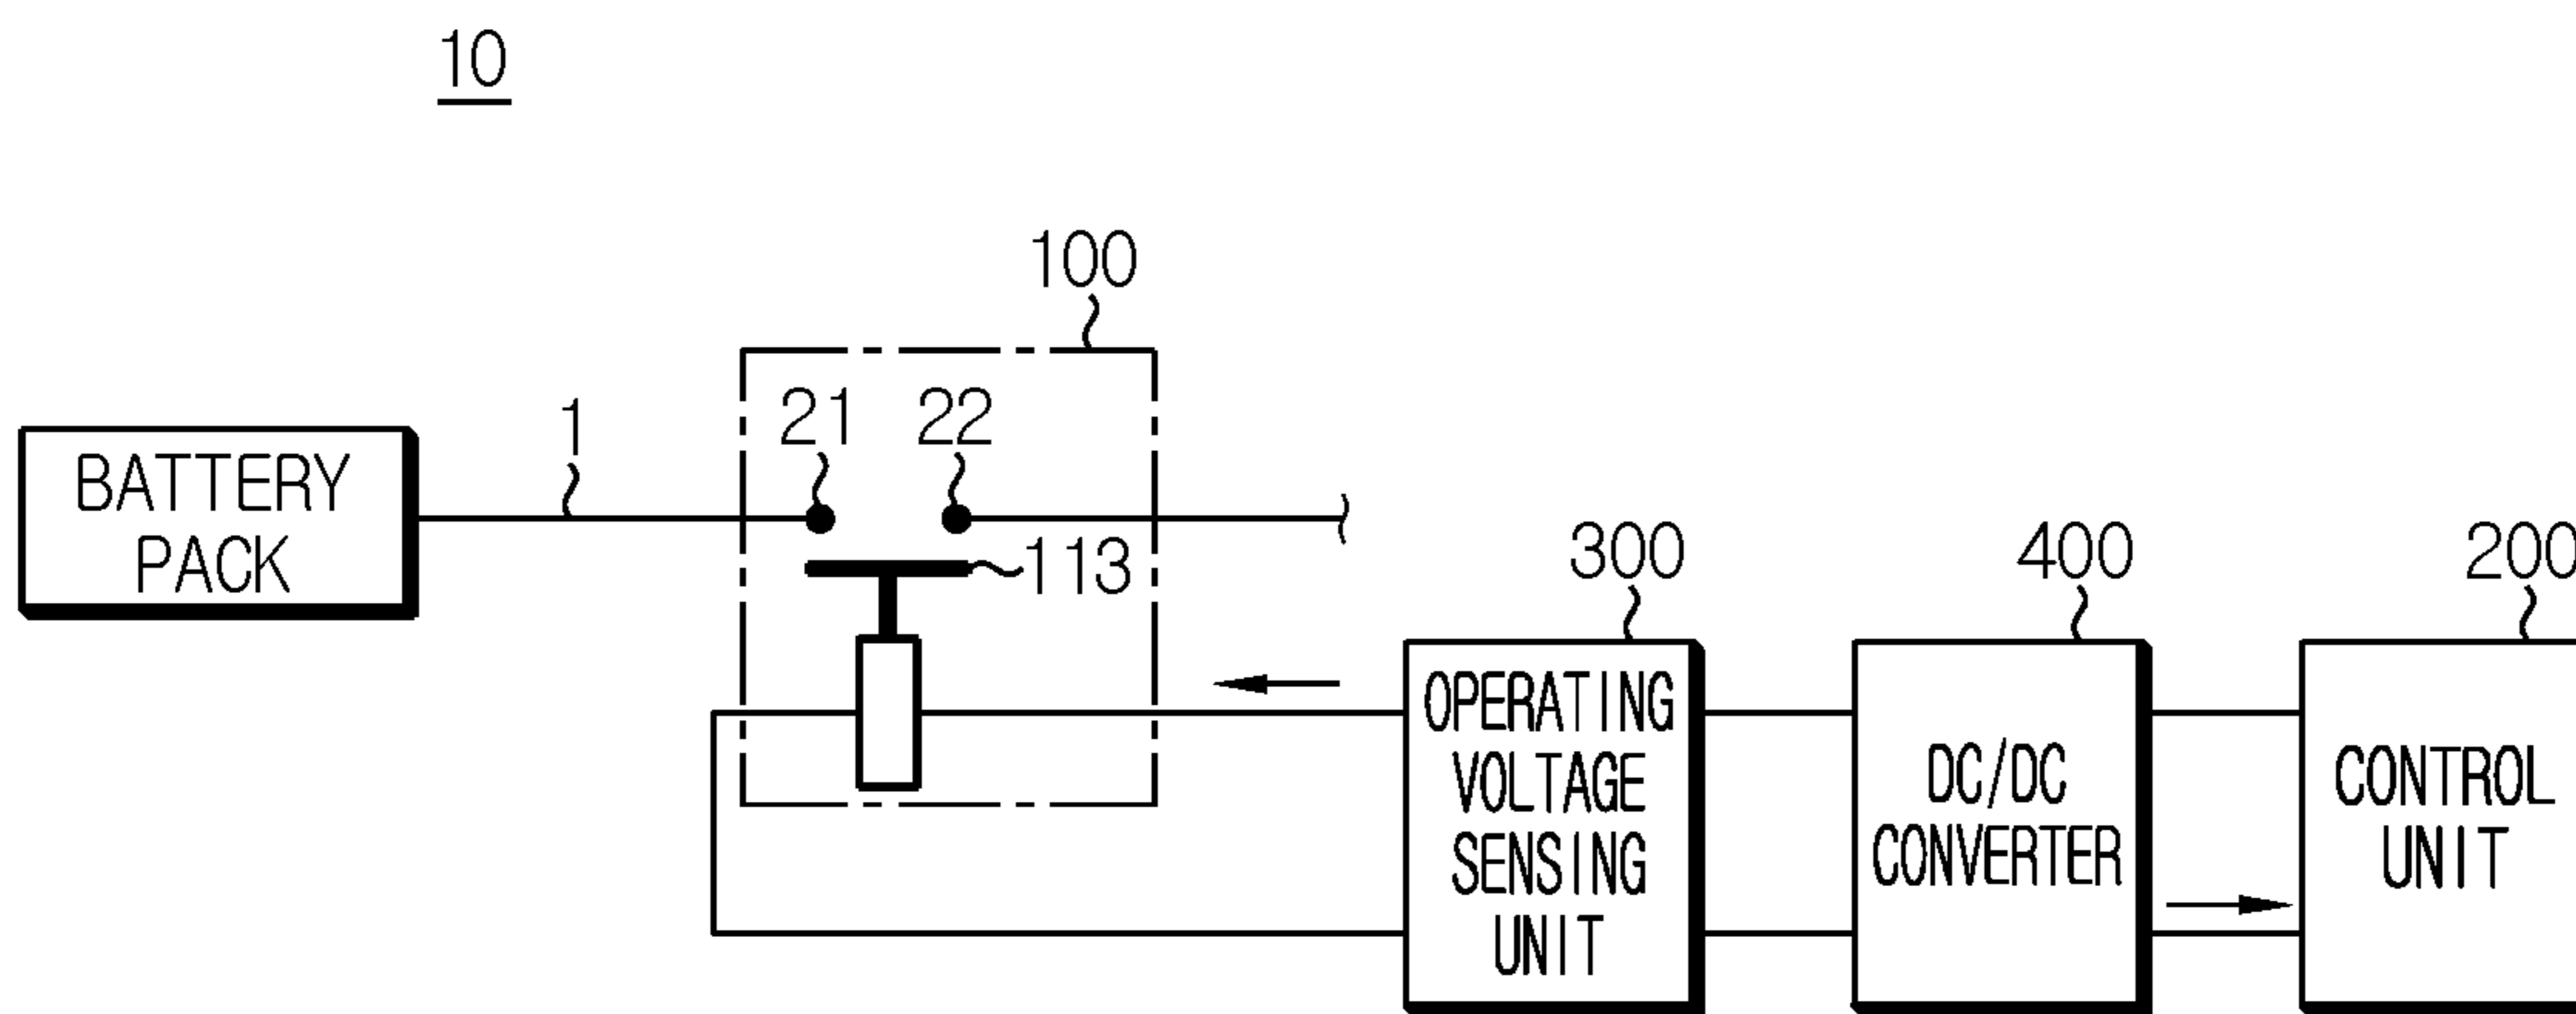 10
100
1
21
22
BATTERY
PACK
113
300
400
200
OPERATING
VOLTAGE
SENSING
UNIT
DC/DC
CONVERTER
CONTROL
UNIT